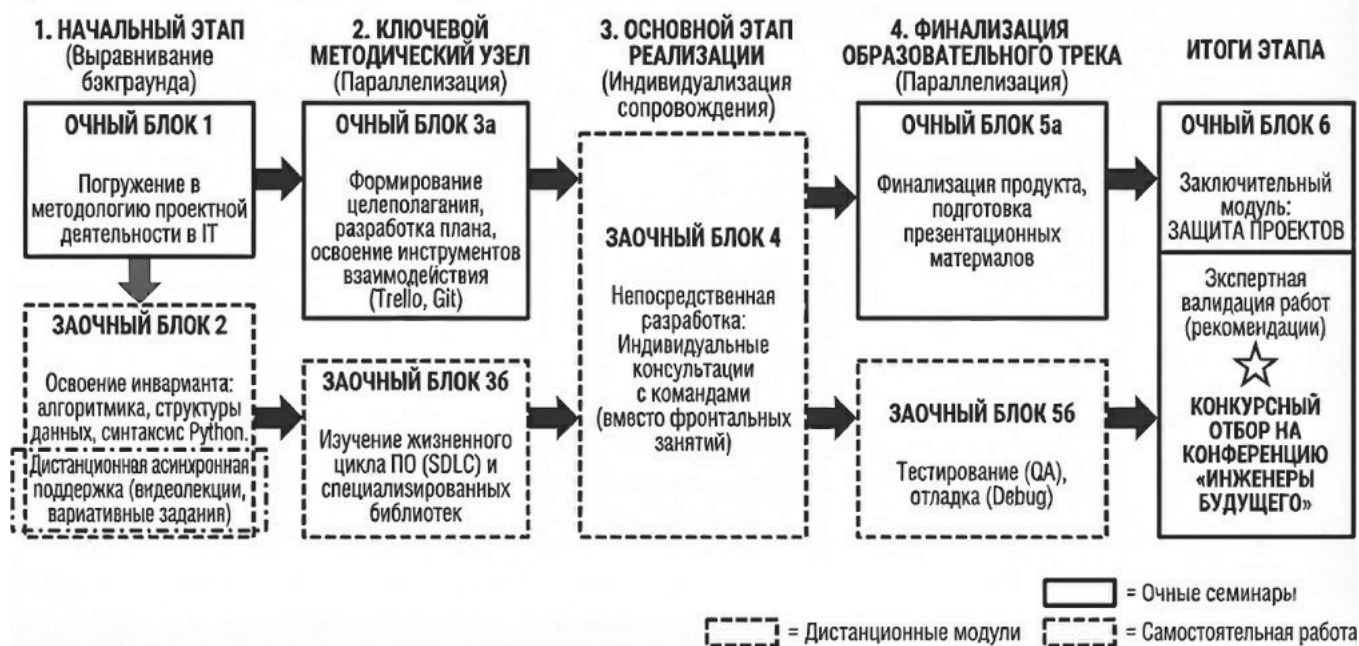 1. НАЧАЛЬНЫЙ ЭТАП
(Выравнивание
бэкграунда)
ОЧНЫЙ БЛОК 1
Погружение в
методологию проектной
деятельности в IT
ЗАОЧНЫЙ БЛОК 2
Освоение инварианта:
алгоритмика, структуры
данных, синтаксис Python.
Дистанционная асинхронная
поддержка (видеолекции,
вариативные задания)
2. КЛЮЧЕВОЙ
МЕТОДИЧЕСКИЙ УЗЕЛ
(Параллелизация)
ОЧНЫЙ БЛОК 3а
Формирование
целеполагания,
разработка плана,
освоение инструментов
взаимодействия
(Trello, Git)
ЗАОЧНЫЙ БЛОК 3б
Изучение жизненного
цикла ПО (SDLC) и
специализированных
библиотек
3. ОСНОВНОЙ ЭТАП
РЕАЛИЗАЦИИ
(Индивидуализация
сопровождения)
ЗАОЧНЫЙ БЛОК 4
Непосредственная
разработка:
Индивидуальные
консультации
с командами
(вместо фронтальных
занятий)
4. ФИНАЛИЗАЦИЯ
ОБРАЗОВАТЕЛЬНОГО ТРЕКА
(Параллелизация)
ОЧНЫЙ БЛОК 5а
Финализация продукта,
подготовка
презентационных
материалов
ЗАОЧНЫЙ БЛОК 5б
Тестирование (QA),
отладка (Debug)
ИТОГИ ЭТАПА
ОЧНЫЙ БЛОК 6
Заключительный
модуль:
ЗАЩИТА ПРОЕКТОВ
Зкспертная
валидация работ
(рекомендации)
КОНКУРСНЫЙ
ОТБОР НА
КОНФЕРЕНЦИЮ
«ИНЖЕНЕРЫ
БУДУЩЕГО»
= Очные семинары
= Дистанционные модули
= Самостоятельная работа